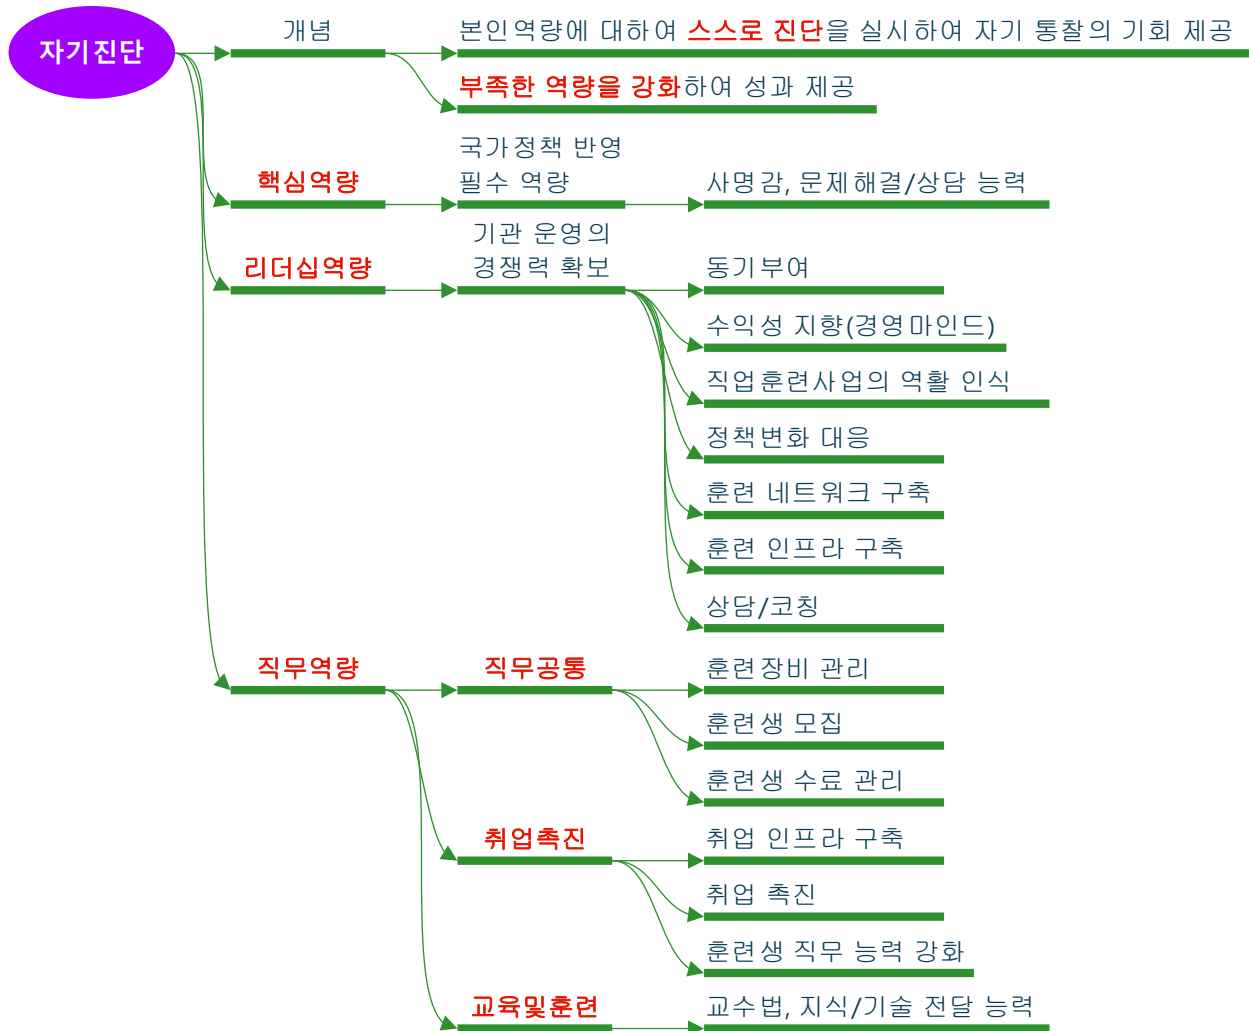 자기진단
개념
본인역량에 대하여 스스로 진단을 실시하여 자기 통찰의 기회 제공
부족한 역량을 강화하여 성과 제공
핵심역량
국가정책 반영
필수 역량
사명감, 문제해결/상담 능력
리더십역량
기관 운영의
경쟁력 확보
동기부여
수익성 지향(경영마인드)
직업훈련사업의 역활 인식
정책변화 대응
훈련 네트워크 구축
훈련 인프라 구축
상담/코칭
직무역량
직무공통
훈련장비 관리
훈련생 모집
훈련생 수료 관리
취업촉진
취업 인프라 구축
취업 촉진
훈련생 직무 능력 강화
교육및훈련
교수법, 지식/기술 전달 능력